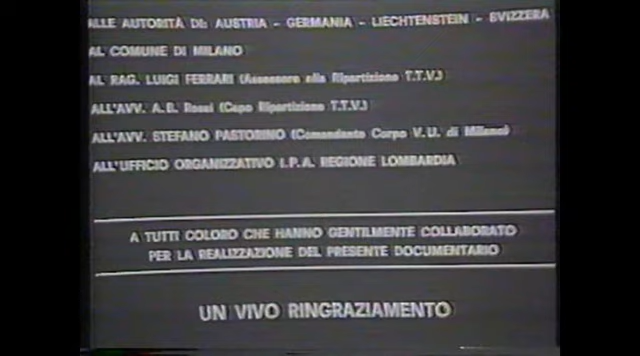 ALLE AUTORITÀ DI: AUSTRIA - GERMANIA - LIECHTENSTEIN - SVIZZERA
AL COMUNE DI MILANO
AL RAG. LUIGI FERRARI (Assessore alla Ripartizione T.T.V.)
ALL'AVV. A.E. Rossi (Capo Ripartizione T.T.V.)
ALL'AVV. STEFANO PASTORINO (Comandante Corpo V.U. di Milano)
ALL'UFFICIO ORGANIZZATIVO I.P.A. REGIONE LOMBARDIA
A TUTTI COLORO CHE HANNO GENTILMENTE COLLABORATO
PER LA REALIZZAZIONE DEL PRESENTE DOCUMENTARIO
UN VIVO RINGRAZIAMENTO